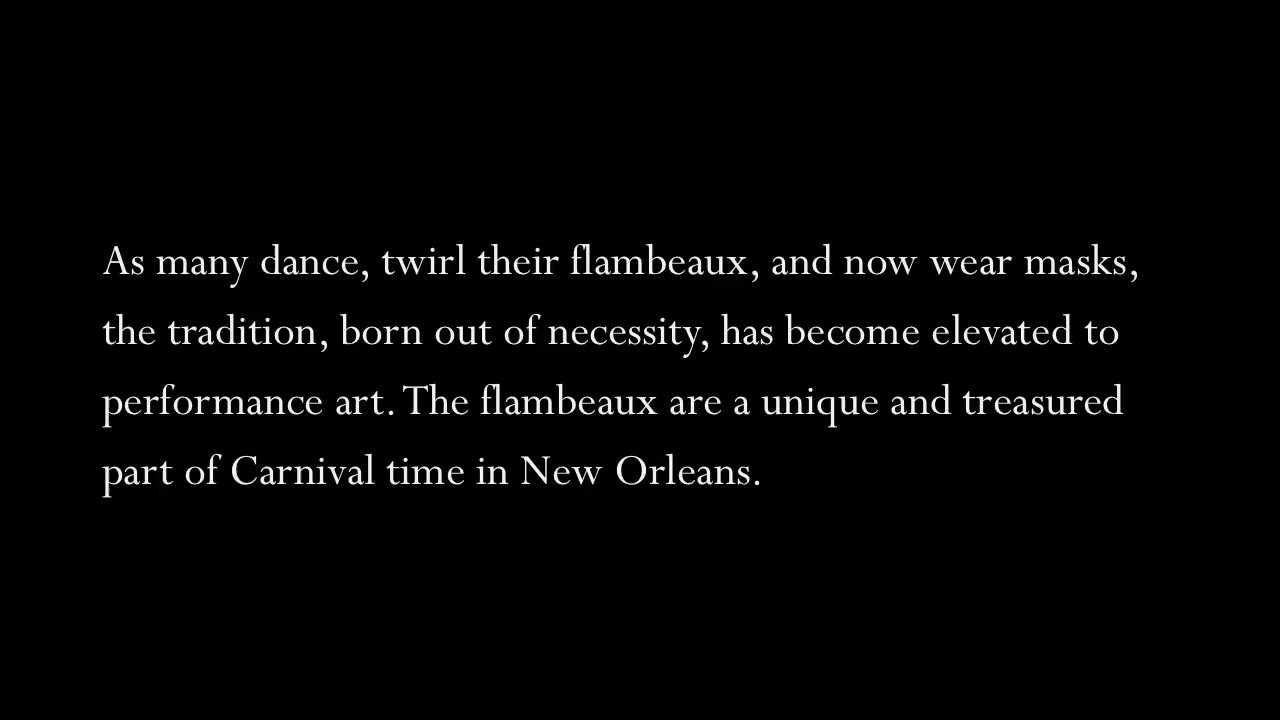 As many dance, twirl their flambeaux, and now wear masks,
the tradition, born out of necessity, has become elevated to
performance art. The flambeaux are a unique and treasured
part of Carnival time in New Orleans.